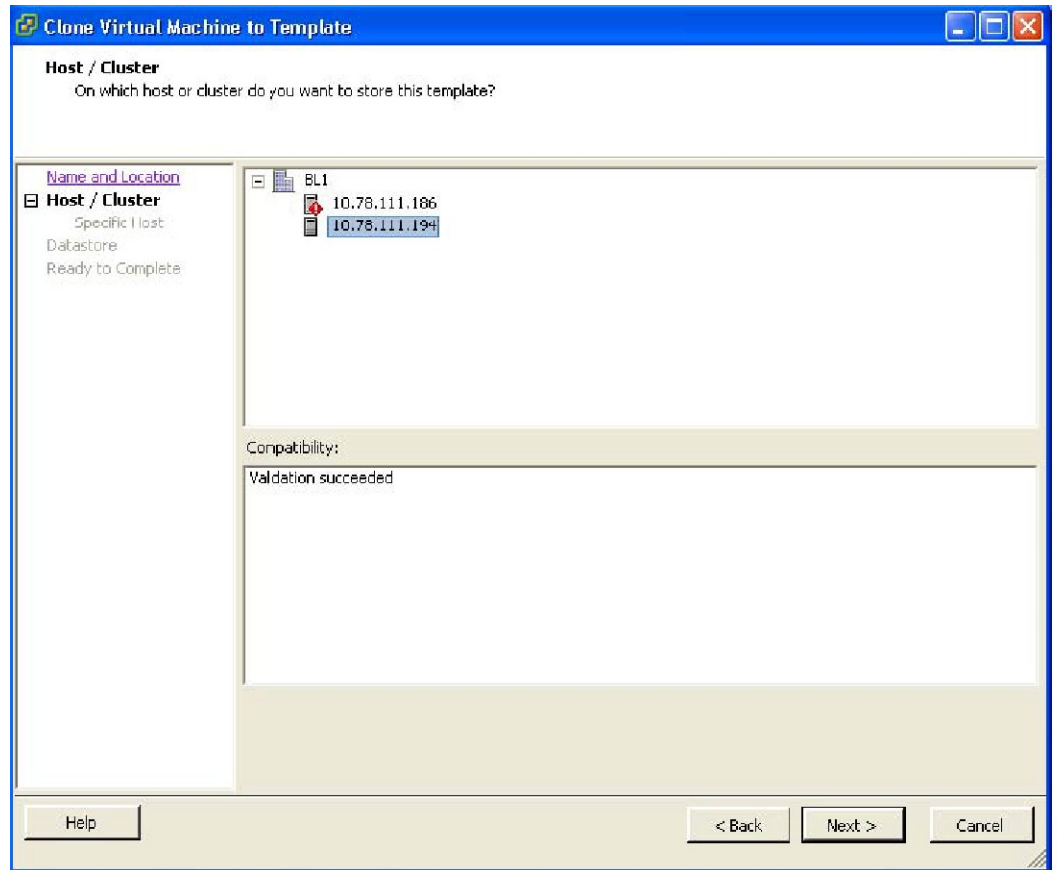 Clone Virtual Machine to Template
Host / Cluster
On which host or cluster do you want to store this template?
Name and Location
Host / Cluster
Specific Host
Datastore
Ready to Complete
BL1
10.78.111.186
10.78.111.194
Compatibility:
Validation succeeded
Help
< Back
Next >
Cancel